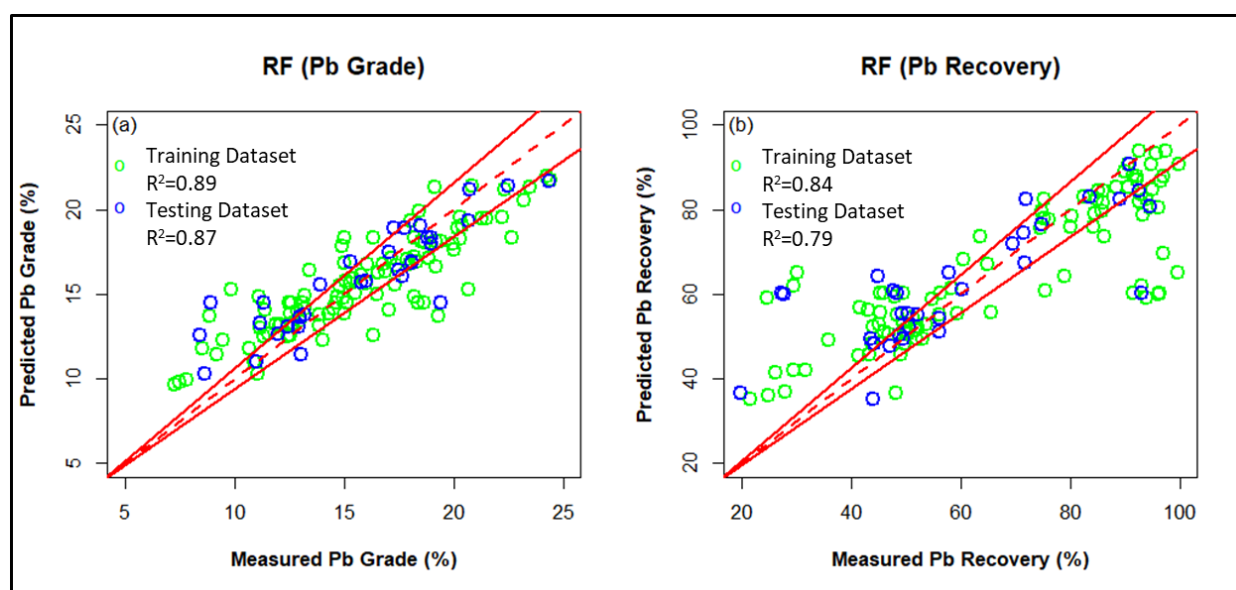 RF (Pb Grade)
(a)
Training Dataset
R²=0.89
Testing Dataset
R²=0.87
25
20
15
10
5
Predicted Pb Grade (%)
5 10 15 20 25
Measured Pb Grade (%)
RF (Pb Recovery)
(b)
Training Dataset
R²=0.84
Testing Dataset
R²=0.79
100
80
60
40
20
Predicted Pb Recovery (%)
20 40 60 80 100
Measured Pb Recovery (%)